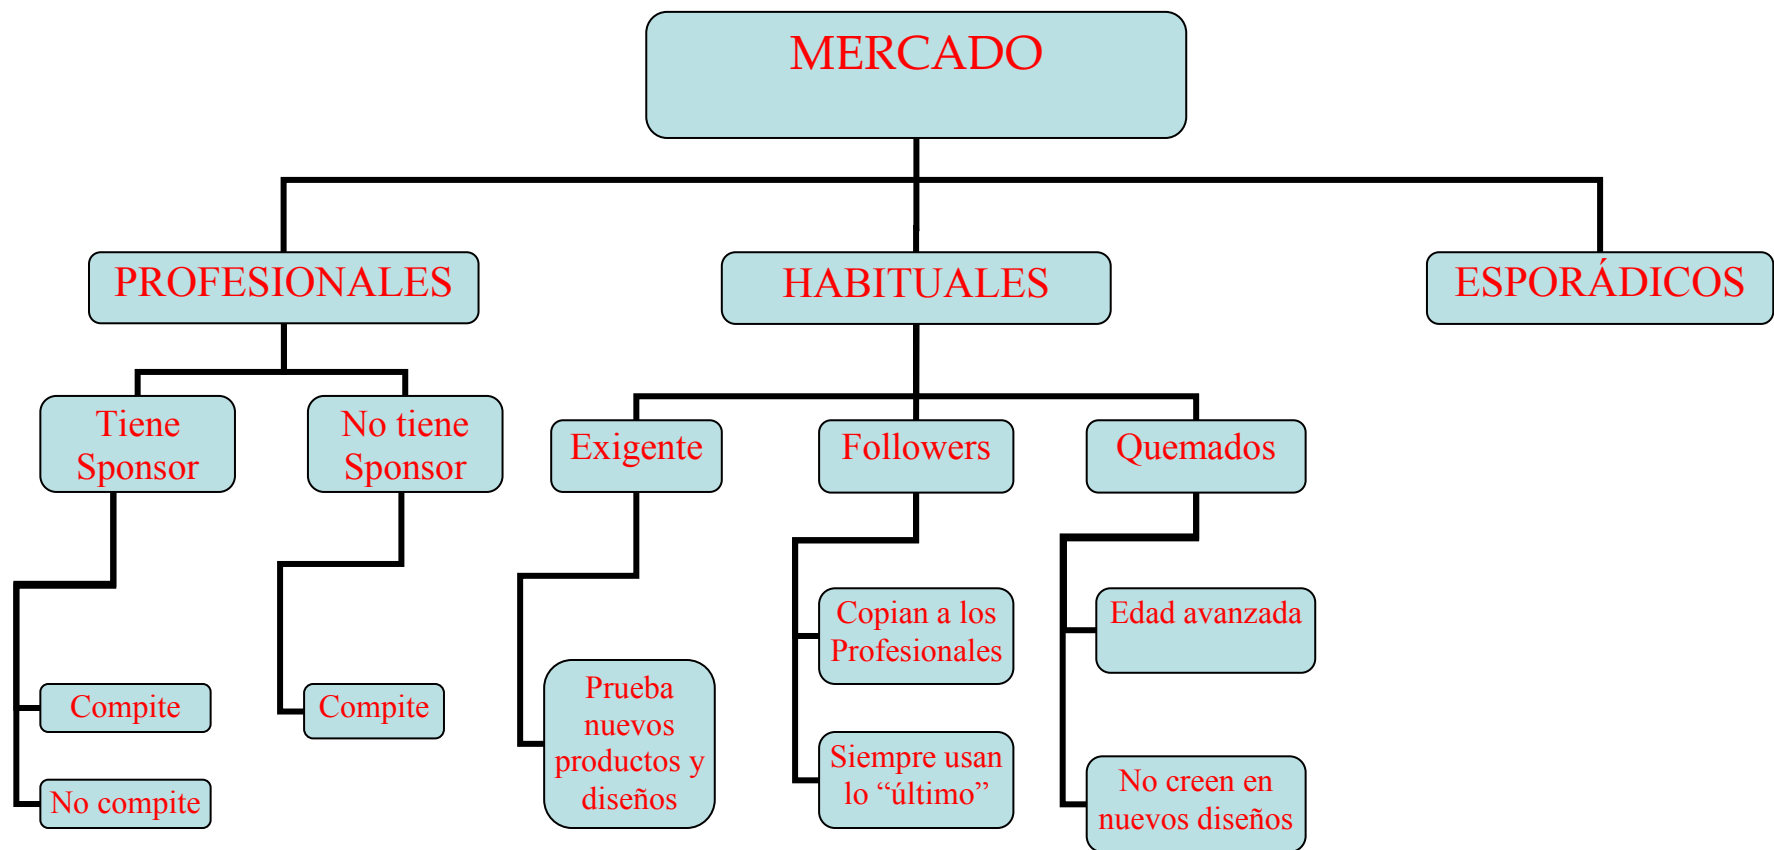 MERCADO
PROFESIONALES
HABITUALES
ESPORÁDICOS
Tiene
Sponsor
No tiene
Sponsor
Exigente
Followers
Quemados
Compite
No compite
Compite
Prueba
nuevos
productos y
diseños
Copian a los
Profesionales
Siempre usan
lo “último”
Edad avanzada
No creen en
nuevos diseños